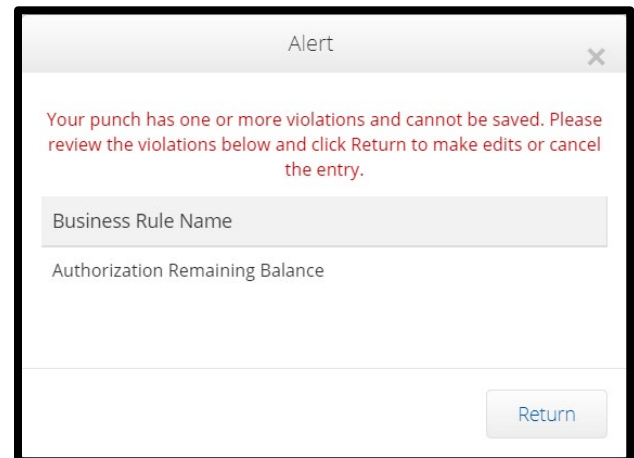 Alert
Your punch has one or more violations and cannot be saved. Please
review the violations below and click Return to make edits or cancel
the entry.
Business Rule Name
Authorization Remaining Balance
Return